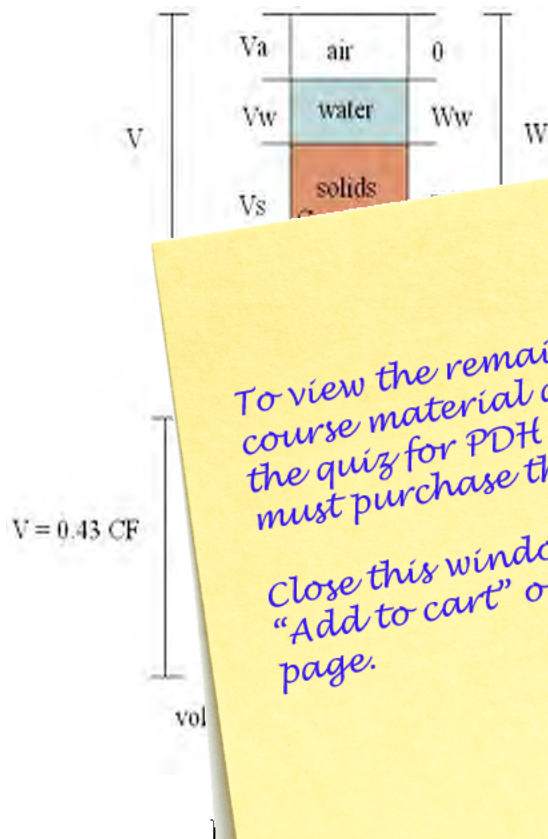 Va air 0
V Vw water Ww W
Vs solids
To view the remai
course material
the quiz for PDH
must purchase th
V = 0.43 CF
Close this windo
“Add to cart” o
page.
vol